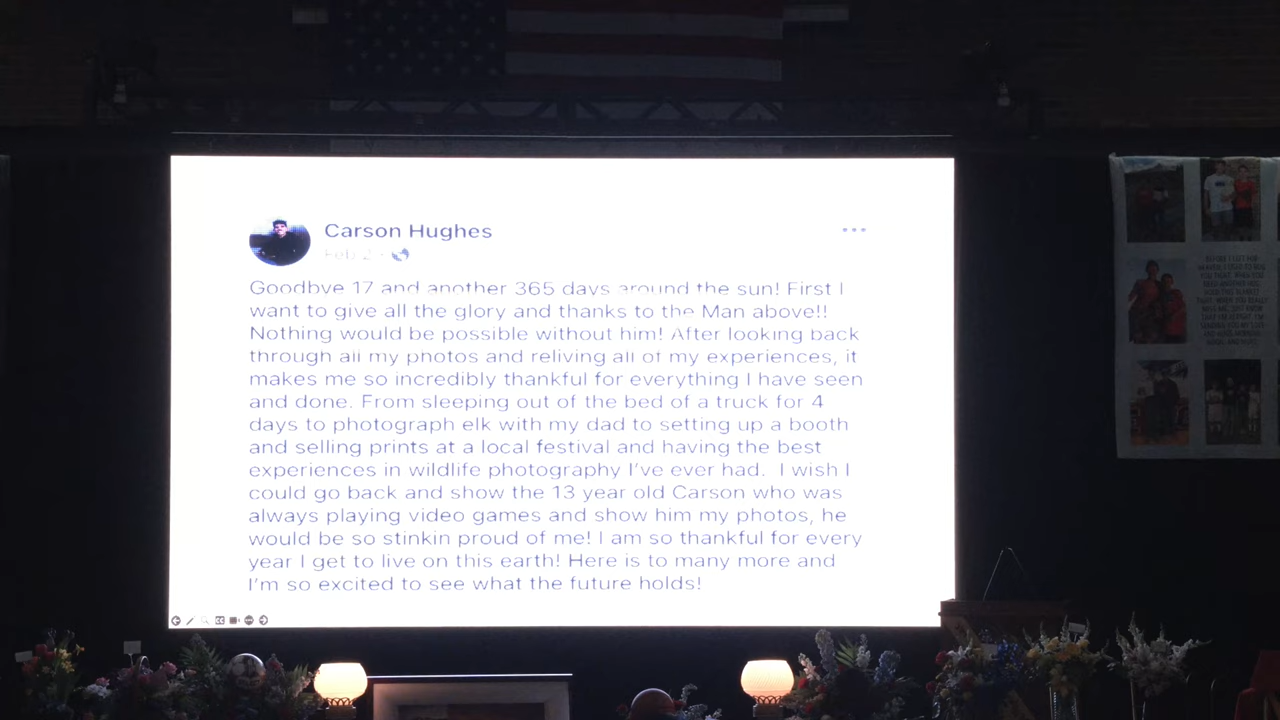 Carson Hughes
Feb 2
Goodbye 17 and another 365 days around the sun! First I
want to give all the glory and thanks to the Man above!!
Nothing would be possible without him! After looking back
through all my photos and reliving all of my experiences, it
makes me so incredibly thankful for everything I have seen
and done. From sleeping out of the bed of a truck for 4
days to photograph elk with my dad to setting up a booth
and selling prints at a local festival and having the best
experiences in wildlife photography I've ever had. I wish I
could go back and show the 13 year old Carson who was
always playing video games and show him my photos, he
would be so stinkin proud of me! I am so thankful for every
year I get to live on this earth! Here is to many more and
I'm so excited to see what the future holds!